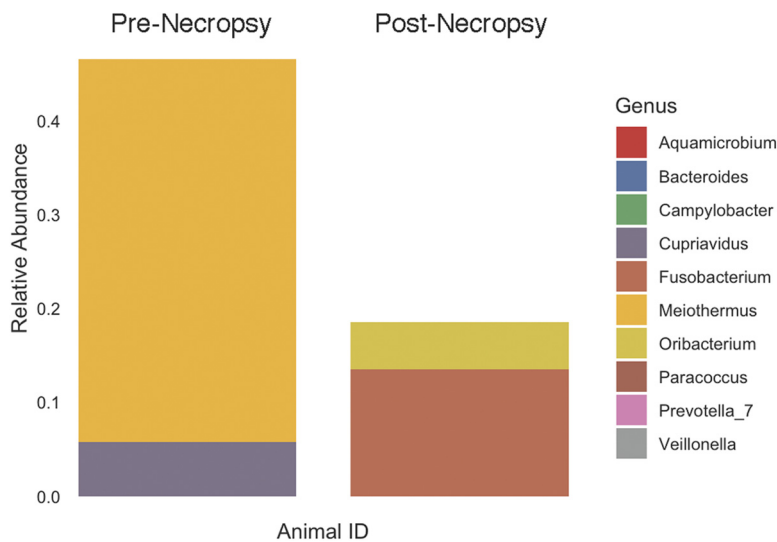 Pre-Necropsy Post-Necropsy
Relative Abundance
0.4
0.3
0.2
0.1
0.0
Animal ID
Genus
Aquamicrobium
Bacteroides
Campylobacter
Cupriavidus
Fusobacterium
Meiothermus
Oribacterium
Paracoccus
Prevotella_7
Veillonella